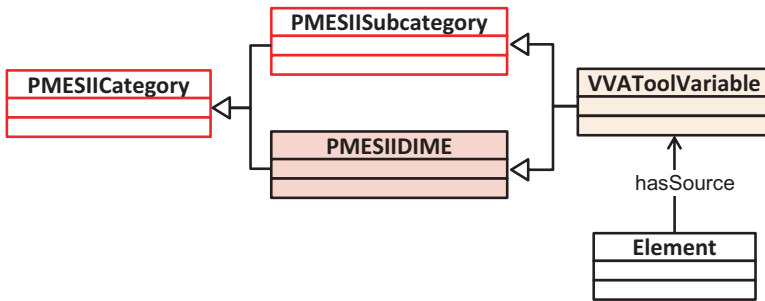 PMESIISubcategory
PMESIICategory
VVAToolVariable
PMESIIDIME
hasSource
Element